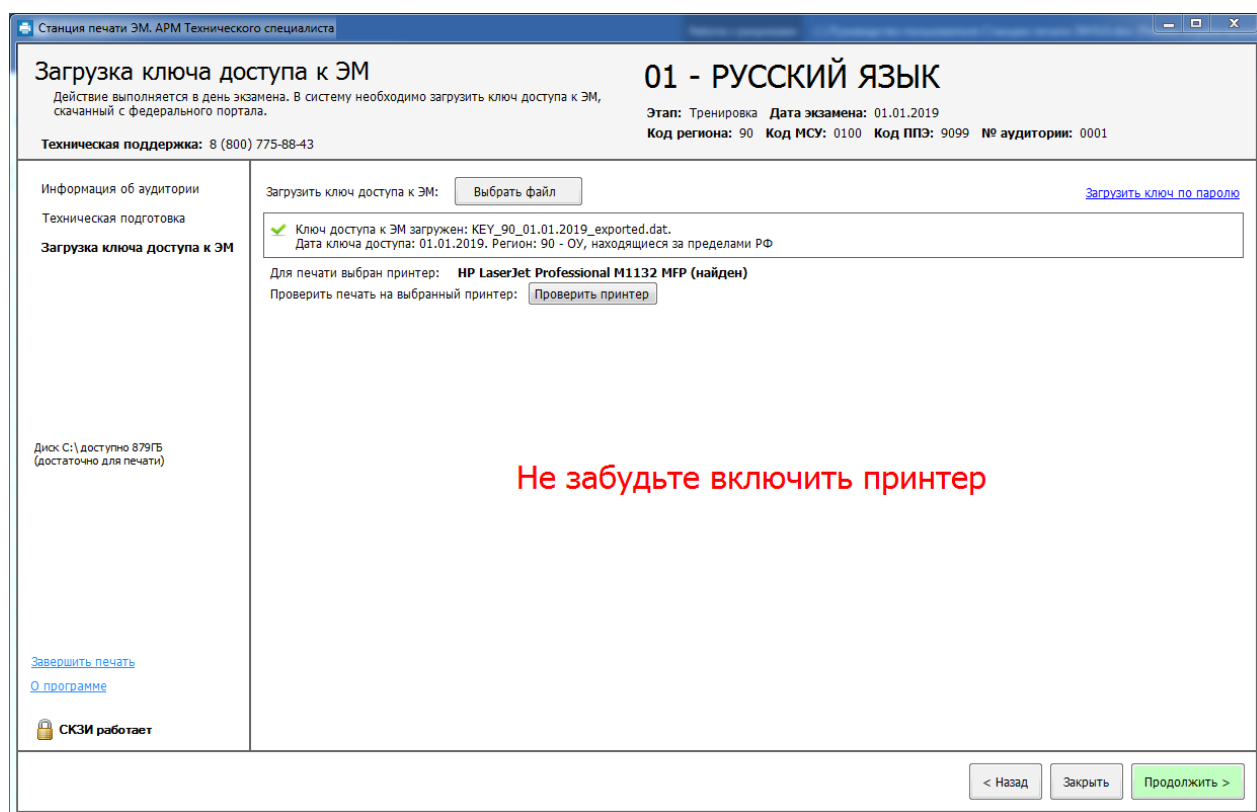 Станция печати ЭМ. АРМ Технического специалиста
Загрузка ключа доступа к ЭМ
Действие выполняется в день экзамена. В систему необходимо загрузить ключ доступа к ЭМ,
скачанный с федерального портала.
Техническая поддержка: 8 (800) 775-88-43
01 - РУССКИЙ ЯЗЫК
Этап: Тренировка Дата экзамена: 01.01.2019
Код региона: 90 Код МСУ: 0100 Код ППЭ: 9099 № аудитории: 0001
Информация об аудитории
Техническая подготовка
Загрузка ключа доступа к ЭМ
Диск C:\ доступно 879ГБ
(достаточно для печати)
Завершить печать
О программе
СКЗИ работает
Загрузить ключ доступа к ЭМ: Выбрать файл Загрузить ключ по паролю
Ключ доступа к ЭМ загружен: KEY_90_01.01.2019_exported.dat.
Дата ключа доступа: 01.01.2019. Регион: 90 - ОУ, находящиеся за пределами РФ
Для печати выбран принтер: HP LaserJet Professional M1132 MFP (найден)
Проверить печать на выбранный принтер: Проверить принтер
Не забудьте включить принтер
< Назад Закрыть Продолжить >